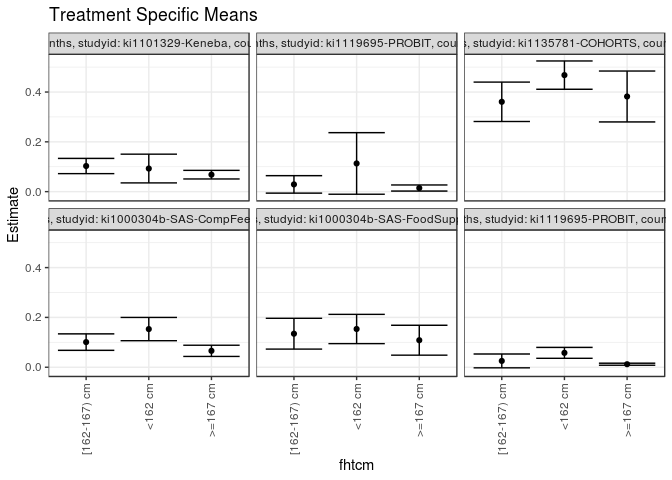 Treatment Specific Means
nths, studyid: ki1101329-Keneba, cou
nths, studyid: ki1119695-PROBIT, cou
s, studyid: ki1135781-COHORTS, coun
0.4
0.2
0.0
s, studyid: ki1000304b-SAS-CompFee
s, studyid: ki1000304b-SAS-FoodSupp
ths, studyid: ki1119695-PROBIT, coun
0.4
0.2
0.0
Estimate
[162-167) cm
<162 cm
>=167 cm
[162-167) cm
<162 cm
>=167 cm
[162-167) cm
<162 cm
>=167 cm
fhtcm